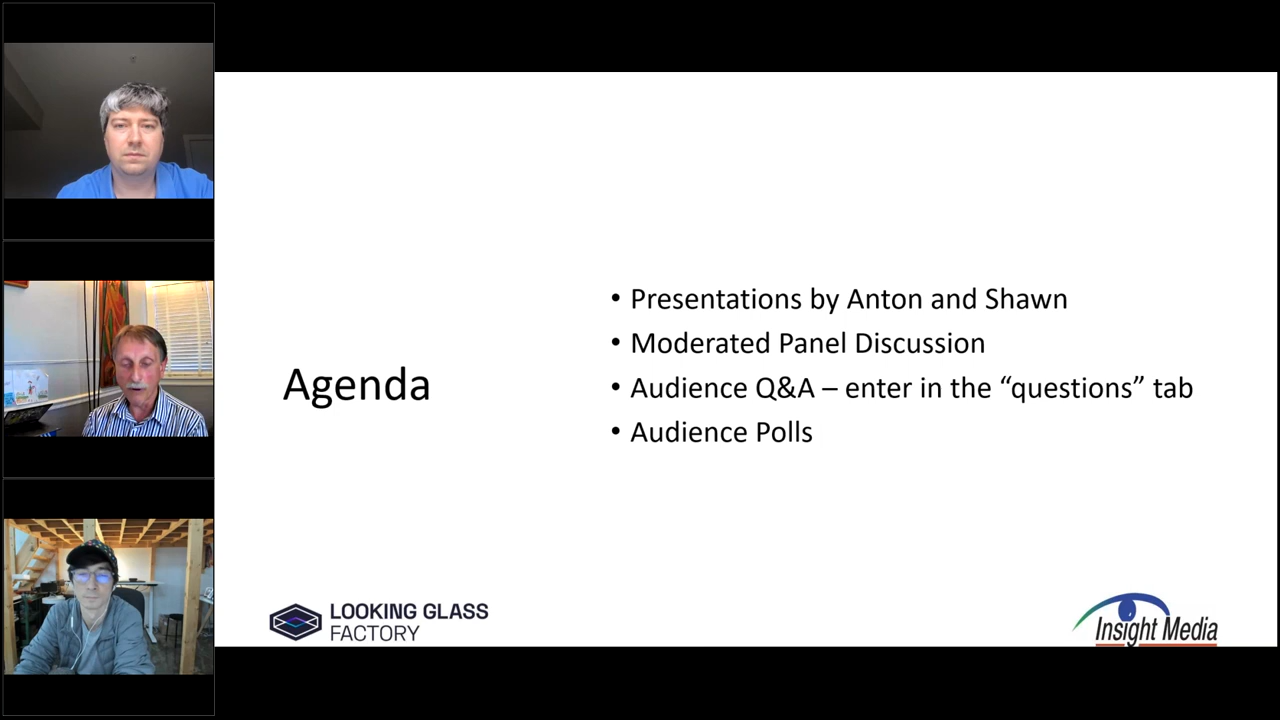 Agenda
• Presentations by Anton and Shawn
• Moderated Panel Discussion
• Audience Q&A – enter in the “questions” tab
• Audience Polls
LOOKING GLASS
FACTORY
Insight Media